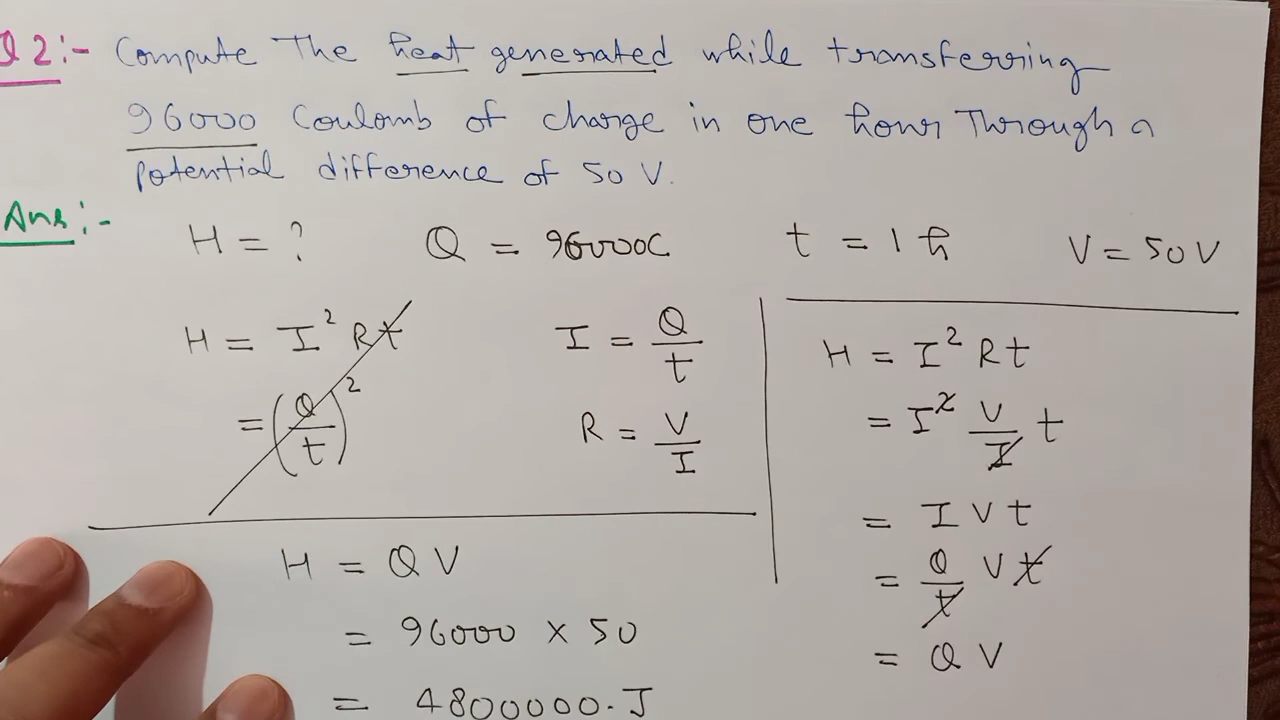 Q2:- Compute The heat generated while transferring
96000 Coulomb of charge in one hour Through a
potential difference of 50 V.
Ans:- H = ? Q = 96000C t = 1 h V = 50 V
H = I² Rt
= (Q/t)²
I = Q/t
R = V/I
H = I² R t
= I² V/I t
= I V t
= Q/t V t
= Q V
H = Q V
= 96000 × 50
= 4800000. J